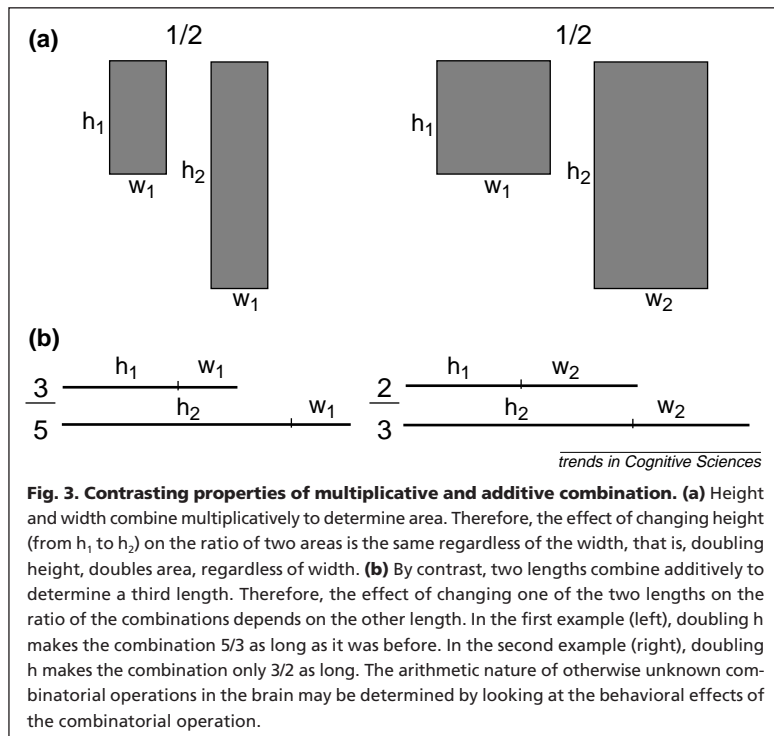 (a)
1/2
1/2
h₁
w₁
h₂
w₁
h₁
w₁
h₂
w₂
(b)
3
5
h₁ w₁
h₂ w₁
2
3
h₁ w₂
h₂ w₂
trends in Cognitive Sciences
Fig. 3. Contrasting properties of multiplicative and additive combination. (a) Height
and width combine multiplicatively to determine area. Therefore, the effect of changing height
(from h₁ to h₂) on the ratio of two areas is the same regardless of the width, that is, doubling
height, doubles area, regardless of width. (b) By contrast, two lengths combine additively to
determine a third length. Therefore, the effect of changing one of the two lengths on the
ratio of the combinations depends on the other length. In the first example (left), doubling h
makes the combination 5/3 as long as it was before. In the second example (right), doubling
h makes the combination only 3/2 as long. The arithmetic nature of otherwise unknown com-
binatorial operations in the brain may be determined by looking at the behavioral effects of
the combinatorial operation.